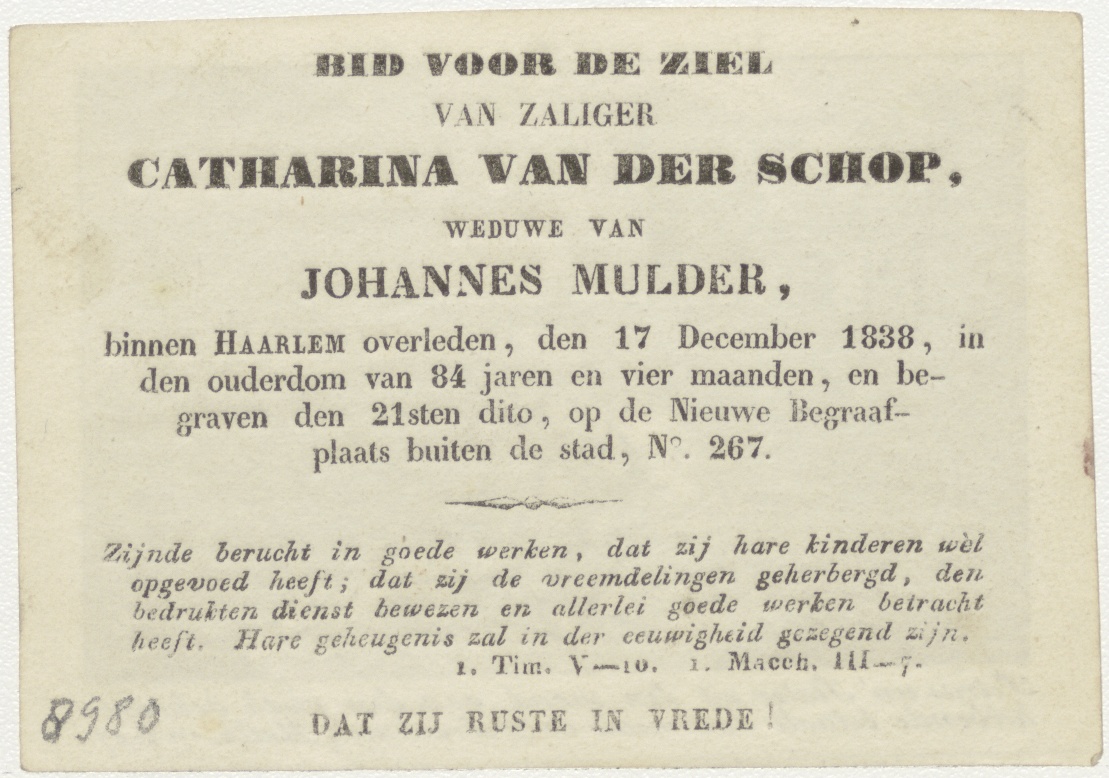 BID VOOR DE ZIEL
VAN ZALIGER
CATHARINA VAN DER SCHOP,
WEDUWE VAN
JOHANNES MULDER,
binnen HAARLEM overleden, den 17 December 1838, in
den ouderdom van 84 jaren en vier maanden, en be-
graven den 21sten dito, op de Nieuwe Begraaf-
plaats buiten de stad, No. 267.
Zijnde berucht in goede werken, dat zij hare kinderen wèl
opgevoed heeft; dat zij de vreemdelingen geherbergd, den
bedrukten dienst bewezen en allerlei goede werken betracht
heeft. Hare geheugenis zal in der eeuwigheid gezegend zijn.
1. Tim. V—10. 1. Macch. III—7.
DAT ZIJ RUSTE IN VREDE!
8980